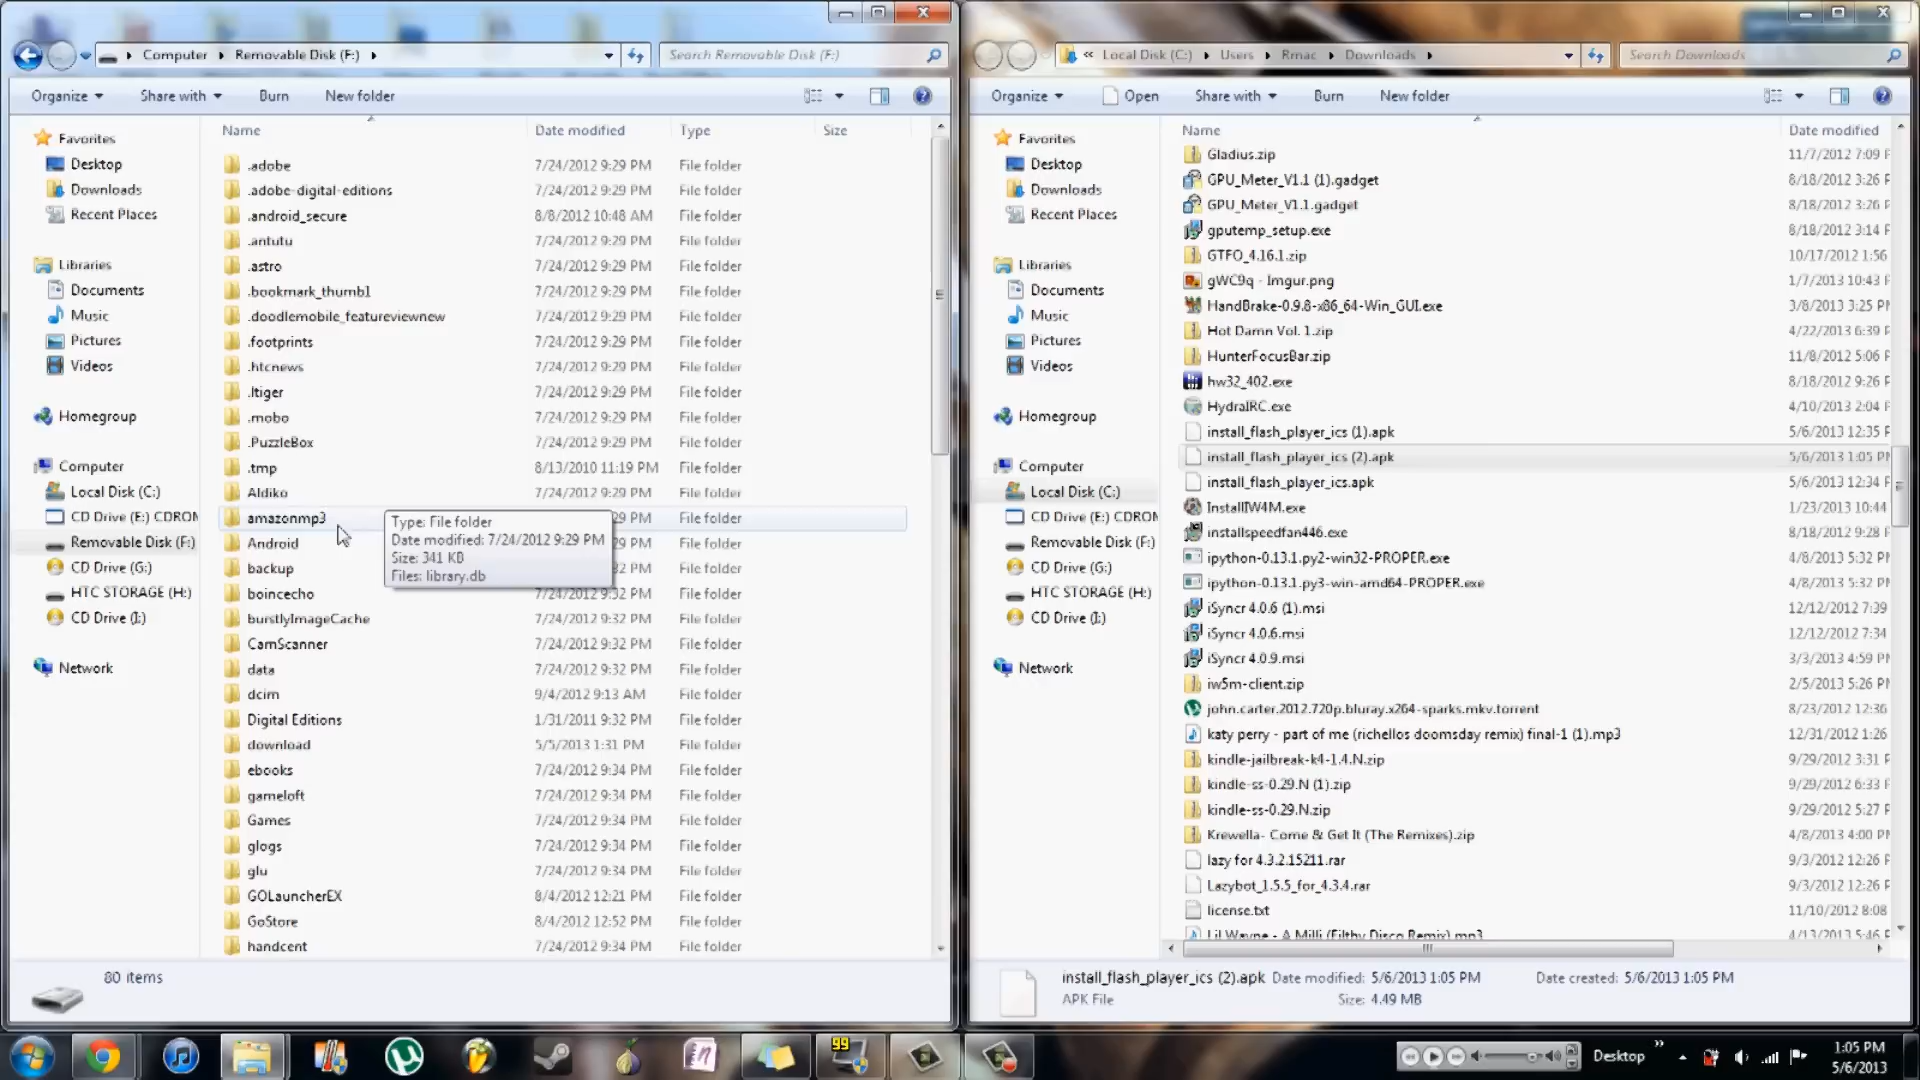 Computer Removable Disk (F:)
Search Removable Disk (F:)
Organize Share with Burn New folder
Name Date modified Type Size
Favorites
Desktop
Downloads
Recent Places
Libraries
Documents
Music
Pictures
Videos
Homegroup
Computer
Local Disk (C:)
CD Drive (E:) CDROM
Removable Disk (F:)
CD Drive (G:)
HTC STORAGE (H:)
CD Drive (I:)
Network
.adobe 7/24/2012 9:29 PM File folder
.adobe-digital-editions 7/24/2012 9:29 PM File folder
.android_secure 8/8/2012 10:48 AM File folder
.antutu 7/24/2012 9:29 PM File folder
.astro 7/24/2012 9:29 PM File folder
.bookmark_thumb1 7/24/2012 9:29 PM File folder
.doodlemobile_featureviewnew 7/24/2012 9:29 PM File folder
.footprints 7/24/2012 9:29 PM File folder
.htcnews 7/24/2012 9:29 PM File folder
.ltiger 7/24/2012 9:29 PM File folder
.mobo 7/24/2012 9:29 PM File folder
.PuzzleBox 7/24/2012 9:29 PM File folder
.tmp 8/13/2010 11:19 PM File folder
Aldiko 7/24/2012 9:29 PM File folder
amazonmp3 29 PM File folder
Android 29 PM File folder
backup 32 PM File folder
boincecho 7/24/2012 9:32 PM File folder
burstlyImageCache 7/24/2012 9:32 PM File folder
CamScanner 7/24/2012 9:32 PM File folder
data 7/24/2012 9:32 PM File folder
dcim 9/4/2012 9:13 AM File folder
Digital Editions 1/31/2011 9:32 PM File folder
download 5/5/2013 1:31 PM File folder
ebooks 7/24/2012 9:34 PM File folder
gameloft 7/24/2012 9:34 PM File folder
Games 7/24/2012 9:34 PM File folder
glogs 7/24/2012 9:34 PM File folder
glu 7/24/2012 9:34 PM File folder
GOLauncherEX 8/4/2012 12:21 PM File folder
GoStore 8/4/2012 12:52 PM File folder
handcent 7/24/2012 9:34 PM File folder
Type: File folder
Date modified: 7/24/2012 9:29 PM
Size: 341 KB
Files: library.db
80 items
« Local Disk (C:) Users Rmac Downloads
Search Downloads
Organize Open Share with Burn New folder
Name Date modified
Favorites
Desktop
Downloads
Recent Places
Libraries
Documents
Music
Pictures
Videos
Homegroup
Computer
Local Disk (C:)
CD Drive (E:) CDROM
Removable Disk (F:)
CD Drive (G:)
HTC STORAGE (H:)
CD Drive (I:)
Network
Gladius.zip 11/7/2012 7:09 P
GPU_Meter_V1.1 (1).gadget 8/18/2012 3:26 P
GPU_Meter_V1.1.gadget 8/18/2012 3:26 P
gputemp_setup.exe 8/18/2012 3:14 P
GTFO_4.16.1.zip 10/17/2012 1:56
gWC9q - Imgur.png 1/7/2013 10:43 P
HandBrake-0.9.8-x86_64-Win_GUI.exe 3/8/2013 3:25 P
Hot Damn Vol. 1.zip 4/22/2013 6:39
HunterFocusBar.zip 11/8/2012 5:06 P
hw32_402.exe 8/18/2012 9:26 P
HydraIRC.exe 4/10/2013 2:04 P
install_flash_player_ics (1).apk 5/6/2013 12:35 P
install_flash_player_ics (2).apk 5/6/2013 1:05 PM
install_flash_player_ics.apk 5/6/2013 12:34 P
InstallIW4M.exe 1/23/2013 10:44
installspeedfan446.exe 8/18/2012 9:28 P
ipython-0.13.1.py2-win32-PROPER.exe 4/8/2013 5:32 P
ipython-0.13.1.py3-win-amd64-PROPER.exe 4/8/2013 5:32 P
iSyncr 4.0.6 (1).msi 12/12/2012 7:39
iSyncr 4.0.6.msi 12/12/2012 7:34
iSyncr 4.0.9.msi 3/3/2013 4:59 P
iw5m-client.zip 2/5/2013 5:26 P
john.carter.2012.720p.bluray.x264-sparks.mkv.torrent 8/23/2012 12:36
katy perry - part of me (richellos doomsday remix) final-1 (1).mp3 12/31/2012 1:26
kindle-jailbreak-k4-1.4.N.zip 9/29/2012 3:31 P
kindle-ss-0.29.N (1).zip 9/29/2012 6:33 P
kindle-ss-0.29.N.zip 9/29/2012 5:27 P
Krewella- Come & Get It (The Remixes).zip 4/8/2013 4:00 P
lazy for 4.3.2.15211.rar 9/3/2012 12:26 P
Lazybot_1.5.5_for_4.3.4.rar 9/3/2012 12:26 P
license.txt 11/10/2012 8:08
Lil Wayne - A Milli (Filthy Disco Remix).mp3 4/13/2013 5:46 P
install_flash_player_ics (2).apk Date modified: 5/6/2013 1:05 PM Date created: 5/6/2013 1:05 PM
APK File Size: 4.49 MB
99
Desktop »
1:05 PM
5/6/2013